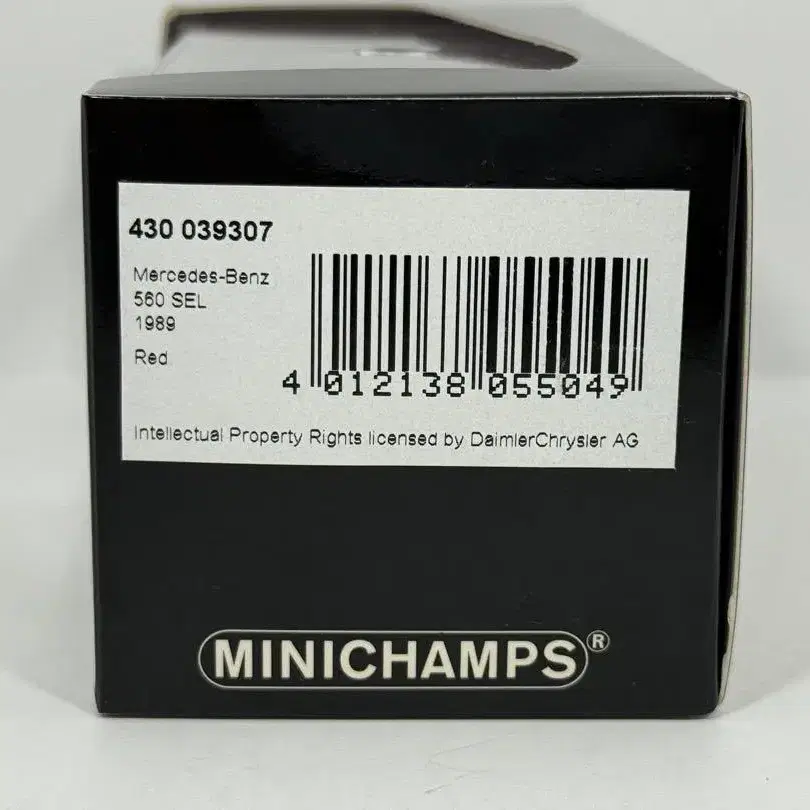 430 039307
Mercedes-Benz
560 SEL
1989
Red
4 012138 055049
Intellectual Property Rights licensed by DaimlerChrysler AG
MINICHAMPS®